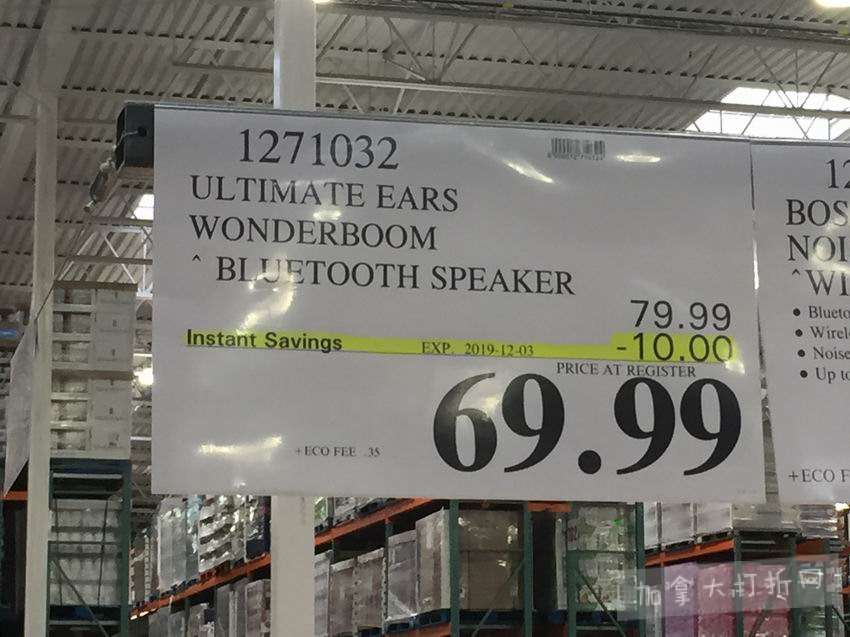 1271032
ULTIMATE EARS
WONDERBOOM
^ BLUETOOTH SPEAKER
79.99
Instant Savings EXP. 2019-12-03 -10.00
PRICE AT REGISTER
69.99
+ECO FEE .35
12
BOS
NOI
^WI
• Blueto
• Wirel
• Noise
• Up to
+ECO F
加拿大打折网